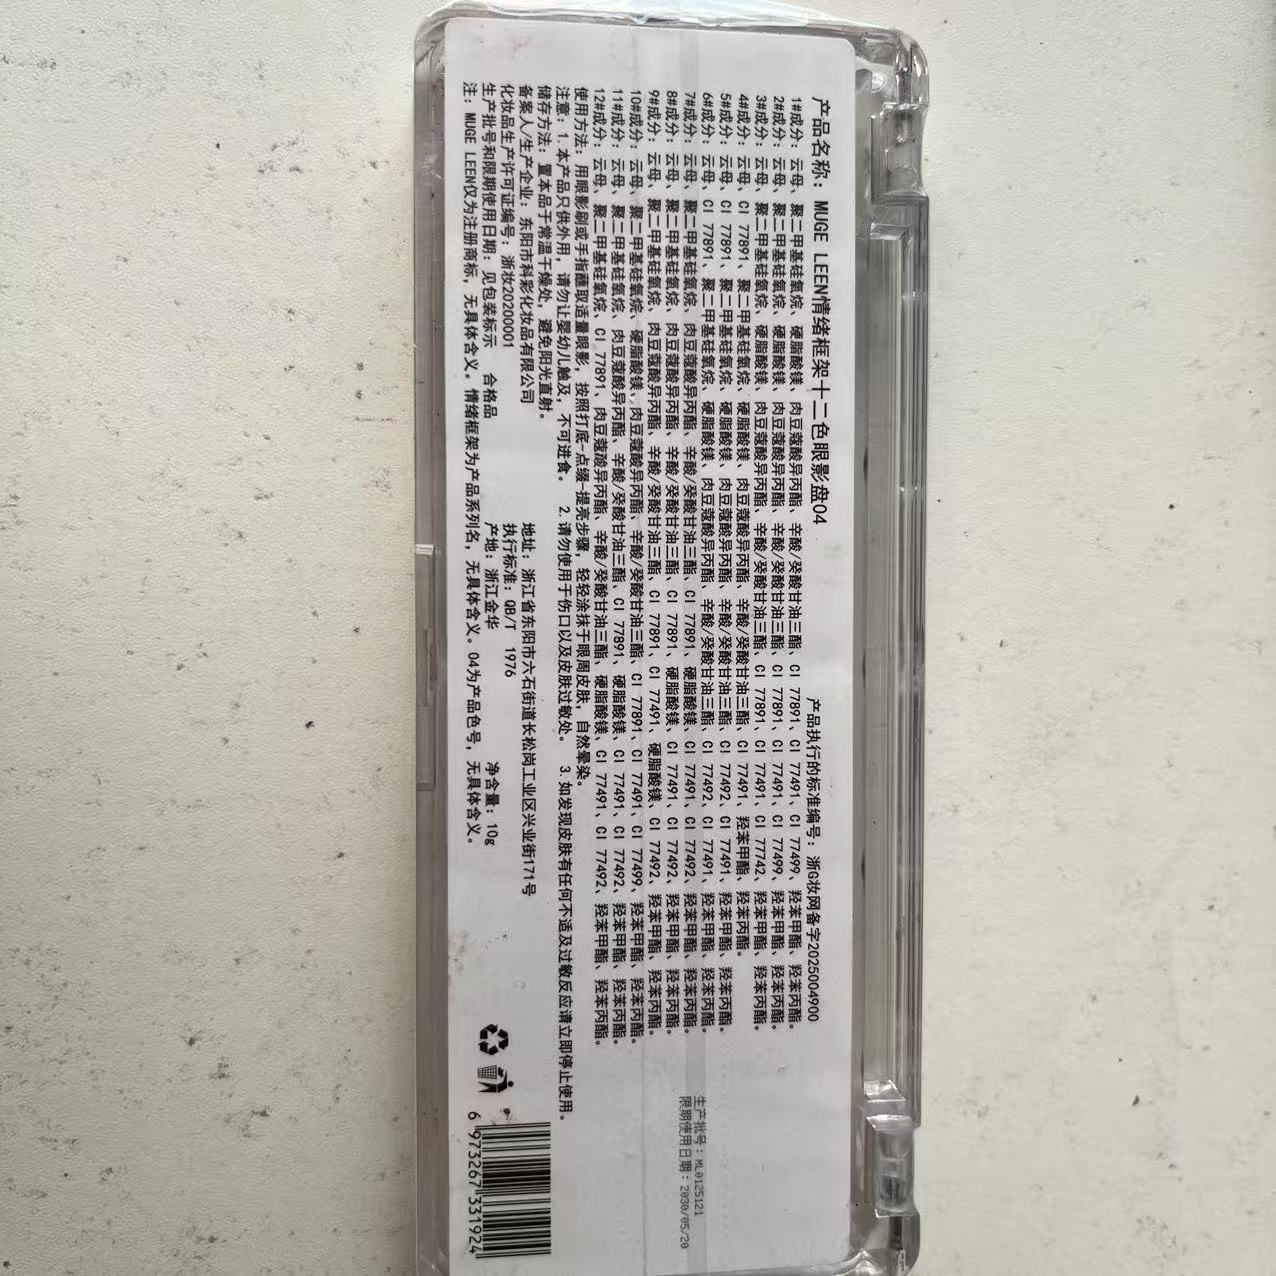 产品名称：MUGE LEEN情绪框架十二色眼影盘04 产品执行的标准编号：浙G妆网备字2025004900
1#成分：云母、聚二甲基硅氧烷、硬脂酸镁、肉豆蔻酸异丙酯、辛酸/癸酸甘油三酯、CI 77891、CI 77491、CI 77499、羟苯甲酯、羟苯丙酯。
2#成分：云母、聚二甲基硅氧烷、硬脂酸镁、肉豆蔻酸异丙酯、辛酸/癸酸甘油三酯、CI 77891、CI 77491、CI 77499、羟苯甲酯、羟苯丙酯。
3#成分：云母、聚二甲基硅氧烷、硬脂酸镁、肉豆蔻酸异丙酯、辛酸/癸酸甘油三酯、CI 77891、CI 77491、CI 77742、羟苯甲酯、羟苯丙酯。
4#成分：云母、CI 77891、聚二甲基硅氧烷、硬脂酸镁、肉豆蔻酸异丙酯、辛酸/癸酸甘油三酯、CI 77491、羟苯甲酯、羟苯丙酯。
5#成分：云母、CI 77891、聚二甲基硅氧烷、硬脂酸镁、肉豆蔻酸异丙酯、辛酸/癸酸甘油三酯、CI 77492、CI 77491、羟苯甲酯、羟苯丙酯。
6#成分：云母、CI 77891、聚二甲基硅氧烷、硬脂酸镁、肉豆蔻酸异丙酯、辛酸/癸酸甘油三酯、CI 77492、CI 77491、羟苯甲酯、羟苯丙酯。
7#成分：云母、聚二甲基硅氧烷、肉豆蔻酸异丙酯、辛酸/癸酸甘油三酯、CI 77891、硬脂酸镁、CI 77491、CI 77492、羟苯甲酯、羟苯丙酯。
8#成分：云母、聚二甲基硅氧烷、肉豆蔻酸异丙酯、辛酸/癸酸甘油三酯、CI 77891、硬脂酸镁、CI 77491、CI 77492、羟苯甲酯、羟苯丙酯。
9#成分：云母、聚二甲基硅氧烷、肉豆蔻酸异丙酯、辛酸/癸酸甘油三酯、CI 77891、CI 77491、硬脂酸镁、CI 77492、羟苯甲酯、羟苯丙酯。
10#成分：云母、聚二甲基硅氧烷、硬脂酸镁、肉豆蔻酸异丙酯、辛酸/癸酸甘油三酯、CI 77891、CI 77491、CI 77499、羟苯甲酯、羟苯丙酯。
11#成分：云母、聚二甲基硅氧烷、肉豆蔻酸异丙酯、辛酸/癸酸甘油三酯、CI 77891、硬脂酸镁、CI 77491、CI 77492、羟苯甲酯、羟苯丙酯。
12#成分：云母、聚二甲基硅氧烷、CI 77891、肉豆蔻酸异丙酯、辛酸/癸酸甘油三酯、硬脂酸镁、CI 77491、CI 77492、羟苯甲酯、羟苯丙酯。
使用方法：用眼影刷或手指蘸取适量眼影，按照打底—点缀—提亮步骤，轻轻涂抹于眼周皮肤，自然晕染。
注意：1.本产品只供外用，请勿让婴幼儿触及，不可进食。 2.请勿使用于伤口以及皮肤过敏处。 3.如发现皮肤有任何不适及过敏反应请立即停止使用。
储存方法：置本品于常温干燥处，避免阳光直射。
备案人/生产企业：东阳市科彩化妆品有限公司 地址：浙江省东阳市六石街道长松岗工业区兴业街171号
化妆品生产许可证编号：浙妆20200001 执行标准：QB/T 1976
生产批号和限期使用日期：见包装标示 合格品 产地：浙江金华 净含量：10g
注：MUGE LEEN仅为注册商标，无具体含义。情绪框架为产品系列名，无具体含义。04为产品色号，无具体含义。
生产批号：ML0125121
限期使用日期：2030/05/20
6 973267 331924